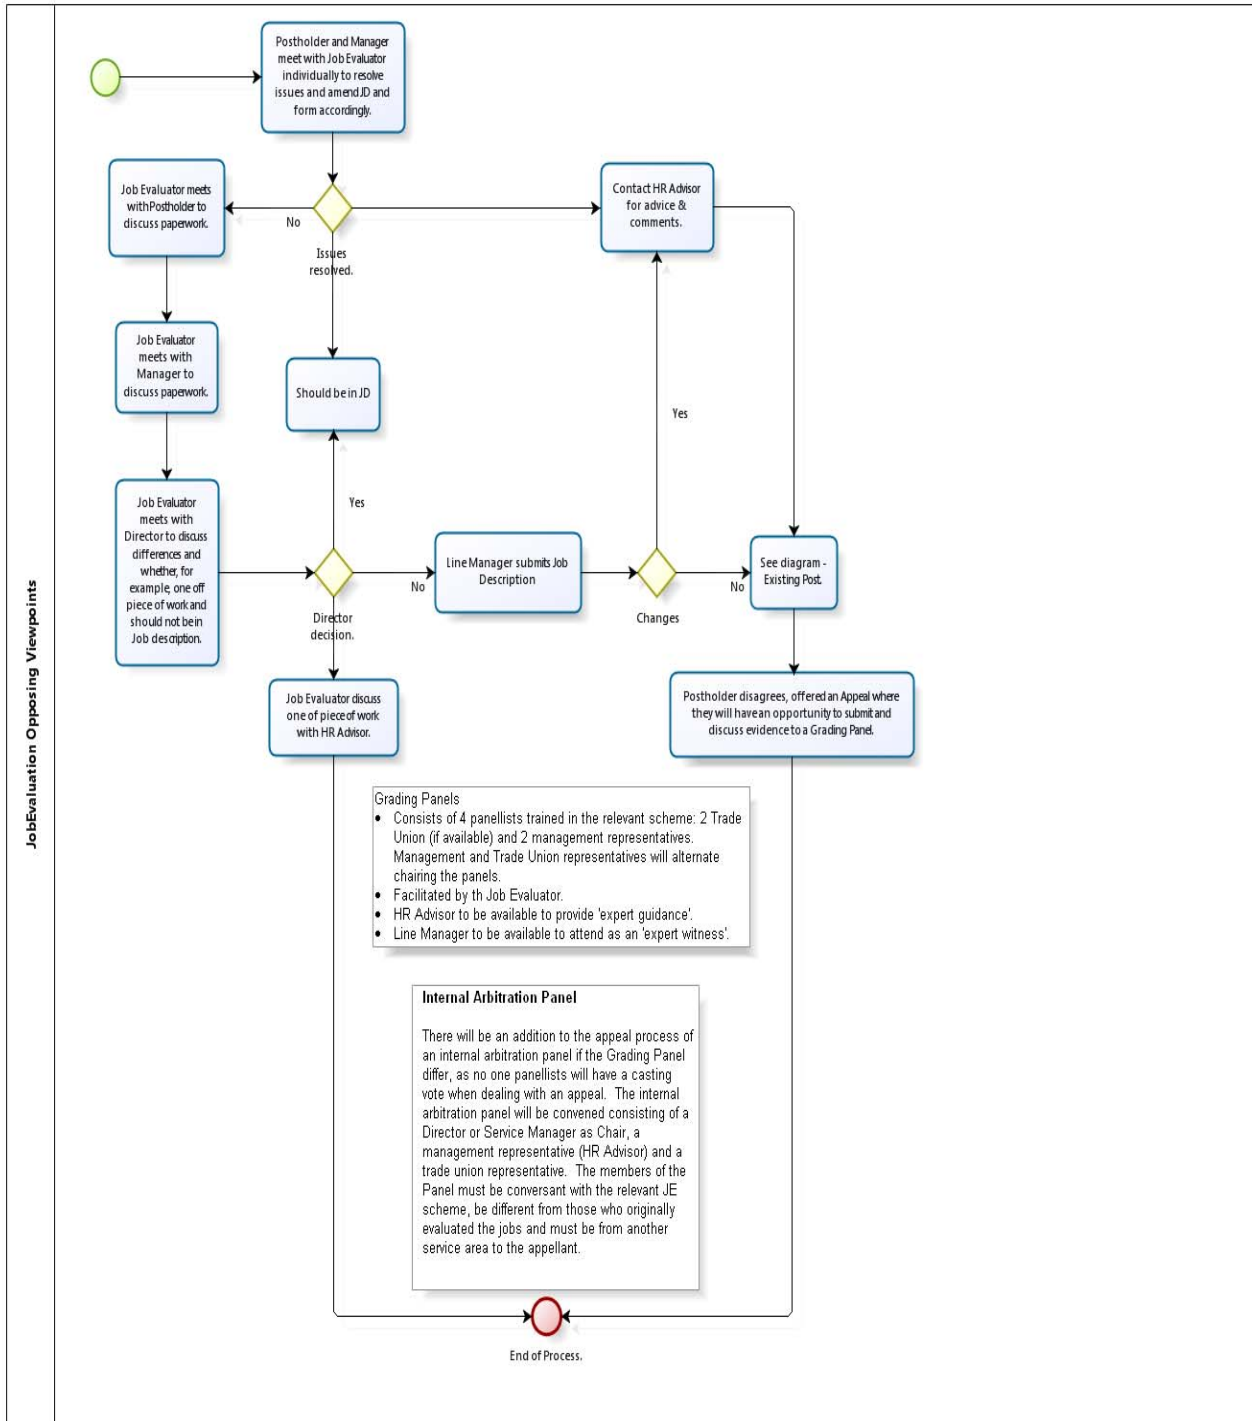 JobEvaluation Opposing Viewpoints
Postholder and Manager
meet with Job Evaluator
individually to resolve
issues and amend JD and
form accordingly.
Job Evaluator meets
with Postholder to
discuss paperwork.
No
Issues
resolved.
Contact HR Advisor
for advice &
comments.
Job Evaluator
meets with
Manager to
discuss paperwork.
Should be in JD
Yes
Job Evaluator
meets with
Director to discuss
differences and
whether, for
example, one off
piece of work and
should not be in
Job description.
Yes
Director
decision.
No
Line Manager submits Job
Description
Changes
No
See diagram -
Existing Post.
Job Evaluator discuss
one of piece of work
with HR Advisor.
Postholder disagrees, offered an Appeal where
they will have an opportunity to submit and
discuss evidence to a Grading Panel.
Grading Panels
• Consists of 4 panellists trained in the relevant scheme: 2 Trade
Union (if available) and 2 management representatives.
Management and Trade Union representatives will alternate
chairing the panels.
• Facilitated by th Job Evaluator.
• HR Advisor to be available to provide 'expert guidance'.
• Line Manager to be available to attend as an 'expert witness'.
Internal Arbitration Panel
There will be an addition to the appeal process of
an internal arbitration panel if the Grading Panel
differ, as no one panellists will have a casting
vote when dealing with an appeal. The internal
arbitration panel will be convened consisting of a
Director or Service Manager as Chair, a
management representative (HR Advisor) and a
trade union representative. The members of the
Panel must be conversant with the relevant JE
scheme, be different from those who originally
evaluated the jobs and must be from another
service area to the appellant.
End of Process.